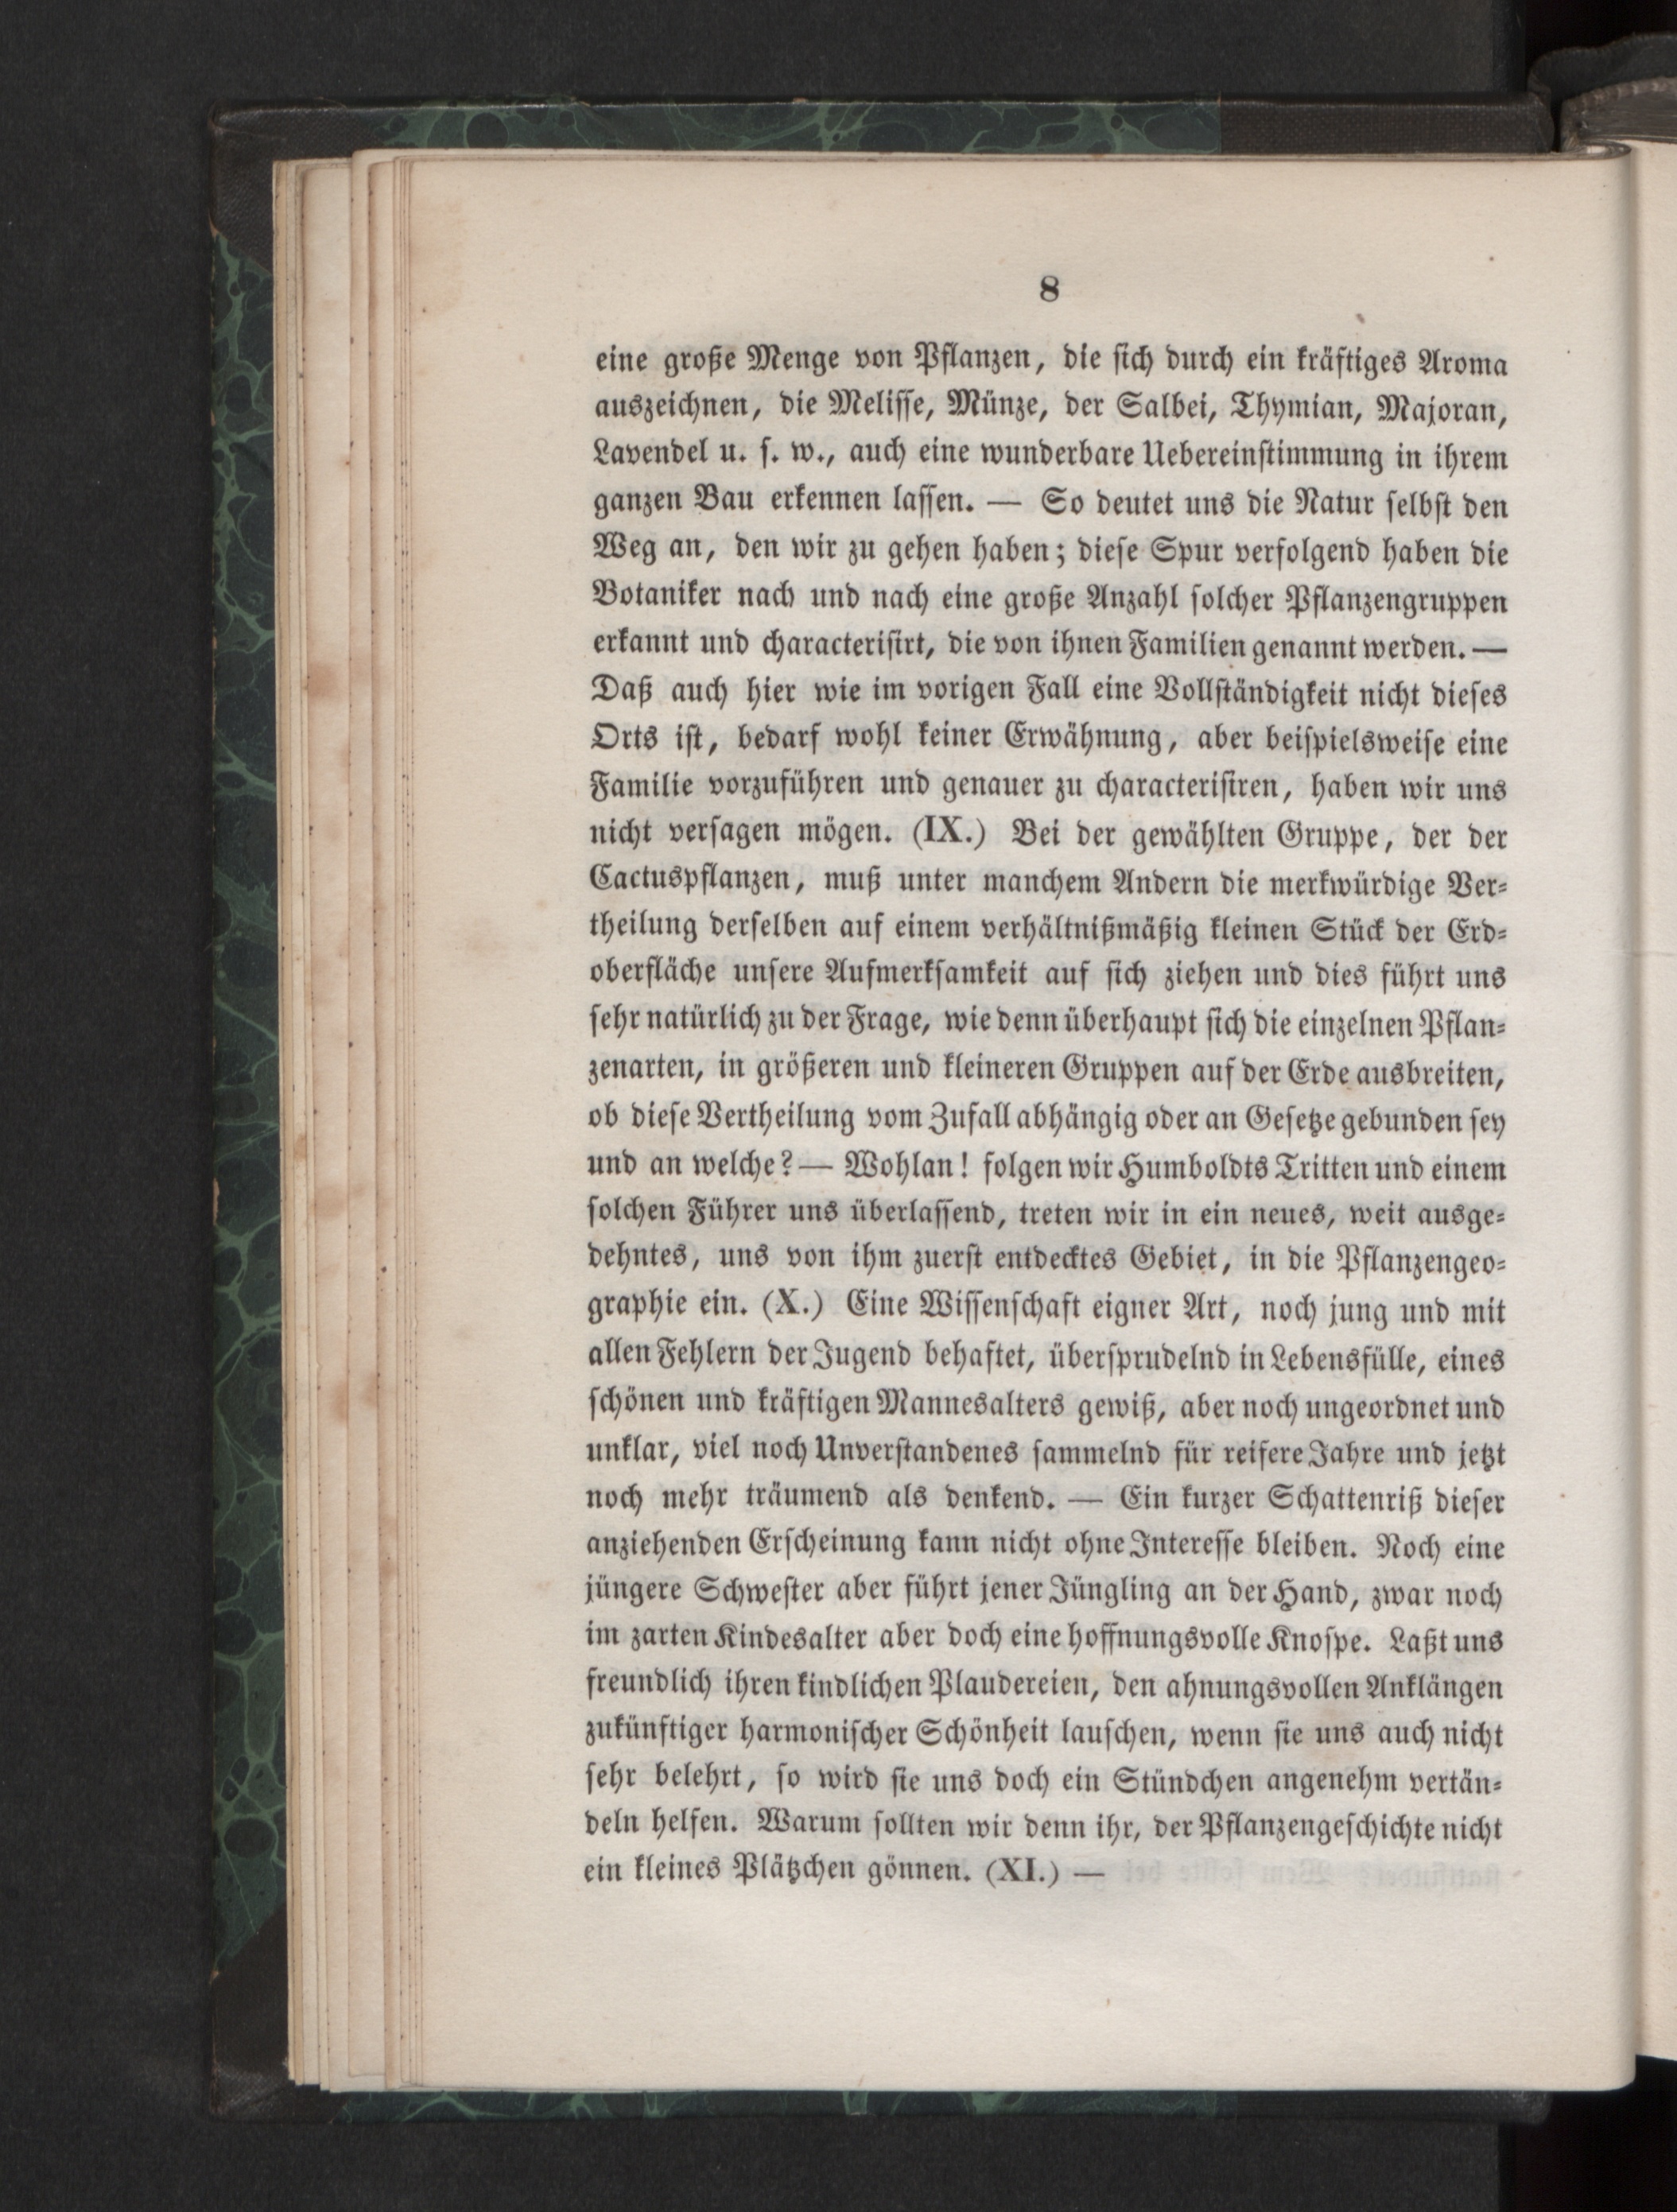 8
eine große Menge von Pflanzen, die sich durch ein kräftiges Aroma
auszeichnen, die Melisse, Münze, der Salbei, Thymian, Majoran,
Lavendel u. s. w., auch eine wunderbare Uebereinstimmung in ihrem
ganzen Bau erkennen lassen. — So deutet uns die Natur selbst den
Weg an, den wir zu gehen haben; diese Spur verfolgend haben die
Botaniker nach und nach eine große Anzahl solcher Pflanzengruppen
erkannt und characterisirt, die von ihnen Familien genannt werden. —
Daß auch hier wie im vorigen Fall eine Vollständigkeit nicht dieses
Orts ist, bedarf wohl keiner Erwähnung, aber beispielsweise eine
Familie vorzuführen und genauer zu characterisiren, haben wir uns
nicht versagen mögen. (IX.) Bei der gewählten Gruppe, der der
Cactuspflanzen, muß unter manchem Andern die merkwürdige Ver-
theilung derselben auf einem verhältnißmäßig kleinen Stück der Erd-
oberfläche unsere Aufmerksamkeit auf sich ziehen und dies führt uns
sehr natürlich zu der Frage, wie denn überhaupt sich die einzelnen Pflan-
zenarten, in größeren und kleineren Gruppen auf der Erde ausbreiten,
ob diese Vertheilung vom Zufall abhängig oder an Gesetze gebunden sey
und an welche? — Wohlan! folgen wir Humboldts Tritten und einem
solchen Führer uns überlassend, treten wir in ein neues, weit ausge-
dehntes, uns von ihm zuerst entdecktes Gebiet, in die Pflanzengeo-
graphie ein. (X.) Eine Wissenschaft eigner Art, noch jung und mit
allen Fehlern der Jugend behaftet, übersprudelnd in Lebensfülle, eines
schönen und kräftigen Mannesalters gewiß, aber noch ungeordnet und
unklar, viel noch Unverstandenes sammelnd für reifere Jahre und jetzt
noch mehr träumend als denkend. — Ein kurzer Schattenriß dieser
anziehenden Erscheinung kann nicht ohne Interesse bleiben. Noch eine
jüngere Schwester aber führt jener Jüngling an der Hand, zwar noch
im zarten Kindesalter aber doch eine hoffnungsvolle Knospe. Laßt uns
freundlich ihren kindlichen Plaudereien, den ahnungsvollen Anklängen
zukünftiger harmonischer Schönheit lauschen, wenn sie uns auch nicht
sehr belehrt, so wird sie uns doch ein Stündchen angenehm vertän-
deln helfen. Warum sollten wir denn ihr, der Pflanzengeschichte nicht
ein kleines Plätzchen gönnen. (XI.) —